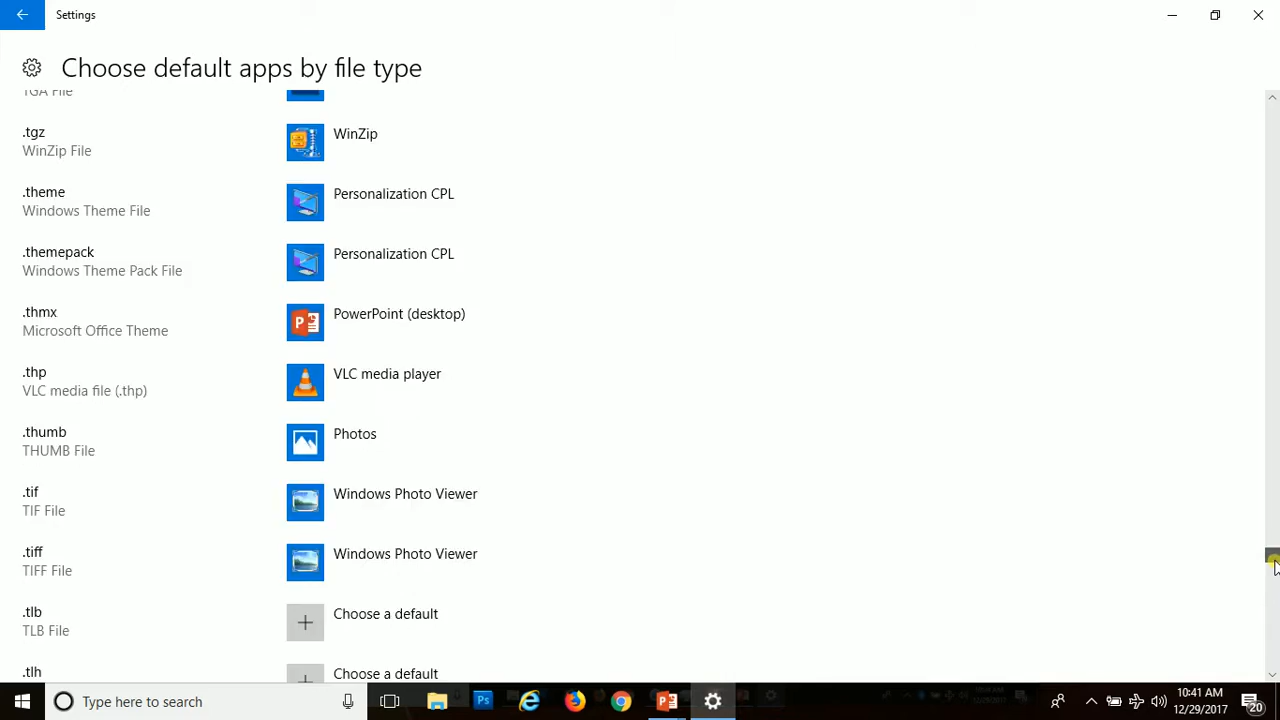 Settings
Choose default apps by file type
TGA File
.tgz
WinZip File
WinZip
.theme
Windows Theme File
Personalization CPL
.themepack
Windows Theme Pack File
Personalization CPL
.thmx
Microsoft Office Theme
PowerPoint (desktop)
.thp
VLC media file (.thp)
VLC media player
.thumb
THUMB File
Photos
.tif
TIF File
Windows Photo Viewer
.tiff
TIFF File
Windows Photo Viewer
.tlb
TLB File
Choose a default
.tlh
Choose a default
Type here to search
10:41 AM
12/29/2017
20